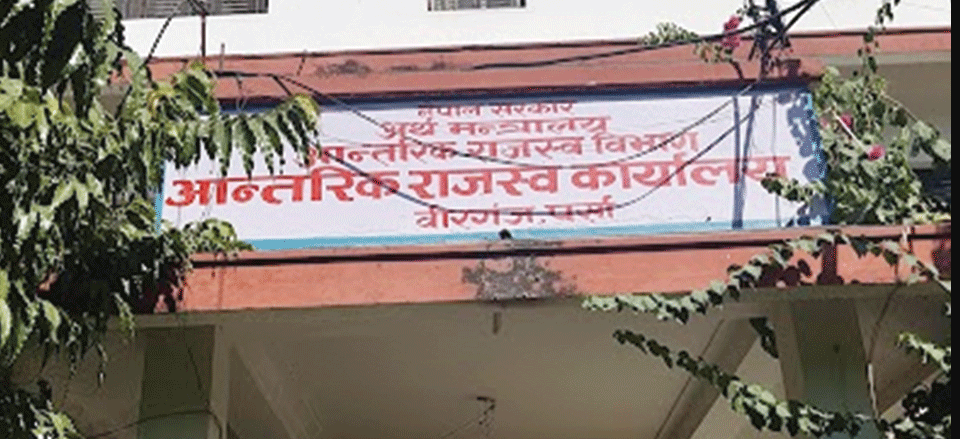 नेपाल सरकार
अर्थ मन्त्रालय
आन्तरिक राजस्व विभाग
आन्तरिक राजस्व कार्यालय
वीरगंज, पर्सा